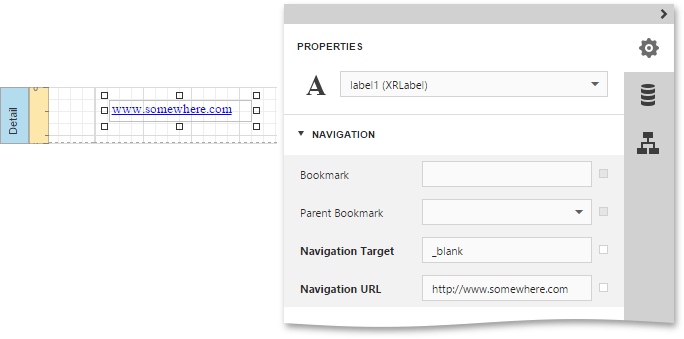 Detail
www.somewhere.com
PROPERTIES
A
label1 (XRLabel)
NAVIGATION
Bookmark
Parent Bookmark
Navigation Target
_blank
Navigation URL
http://www.somewhere.com